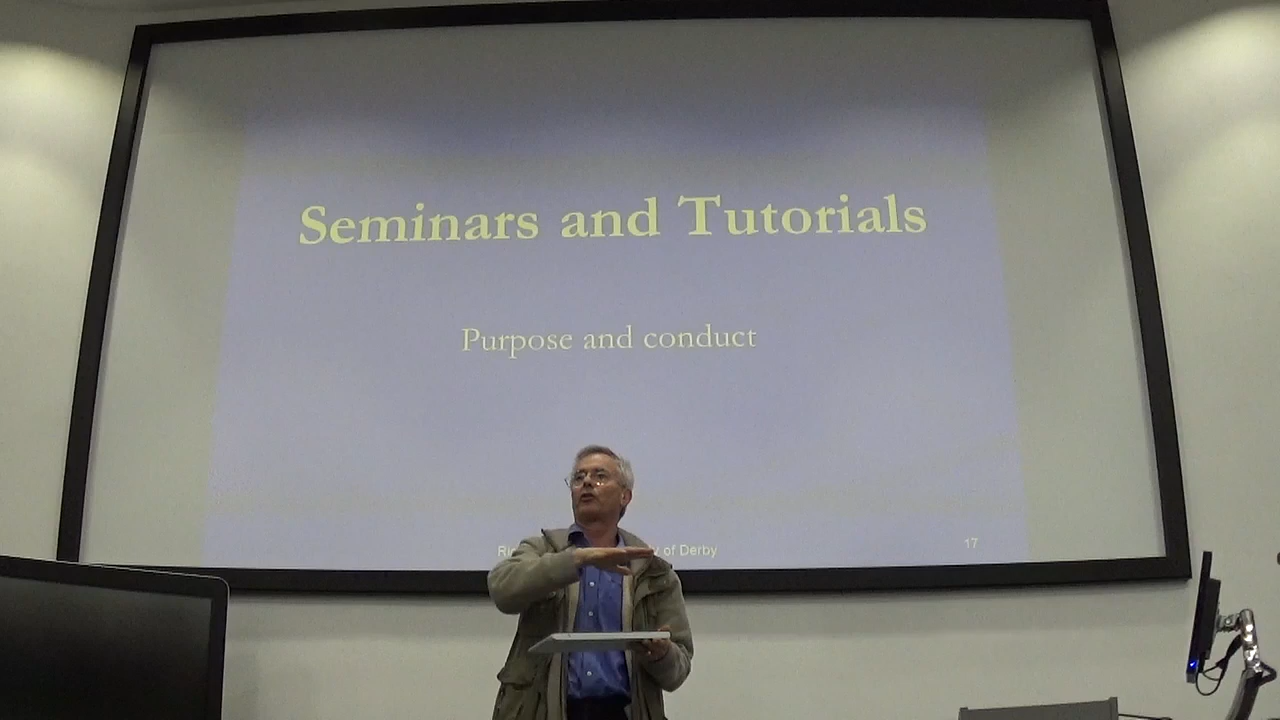 Seminars and Tutorials
Purpose and conduct
of Derby
17